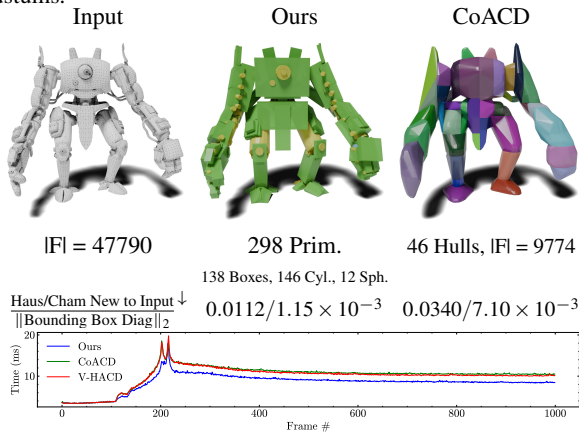 Input Ours CoACD
|F| = 47790 298 Prim. 46 Hulls, |F| = 9774
138 Boxes, 146 Cyl., 12 Sph.
Haus/Cham New to Input ↓ 0.0112/1.15 × 10⁻³ 0.0340/7.10 × 10⁻³
||Bounding Box Diag||₂
20
10
Time (ms)
Ours
CoACD
V-HACD
0 200 400 600 800 1000
Frame #